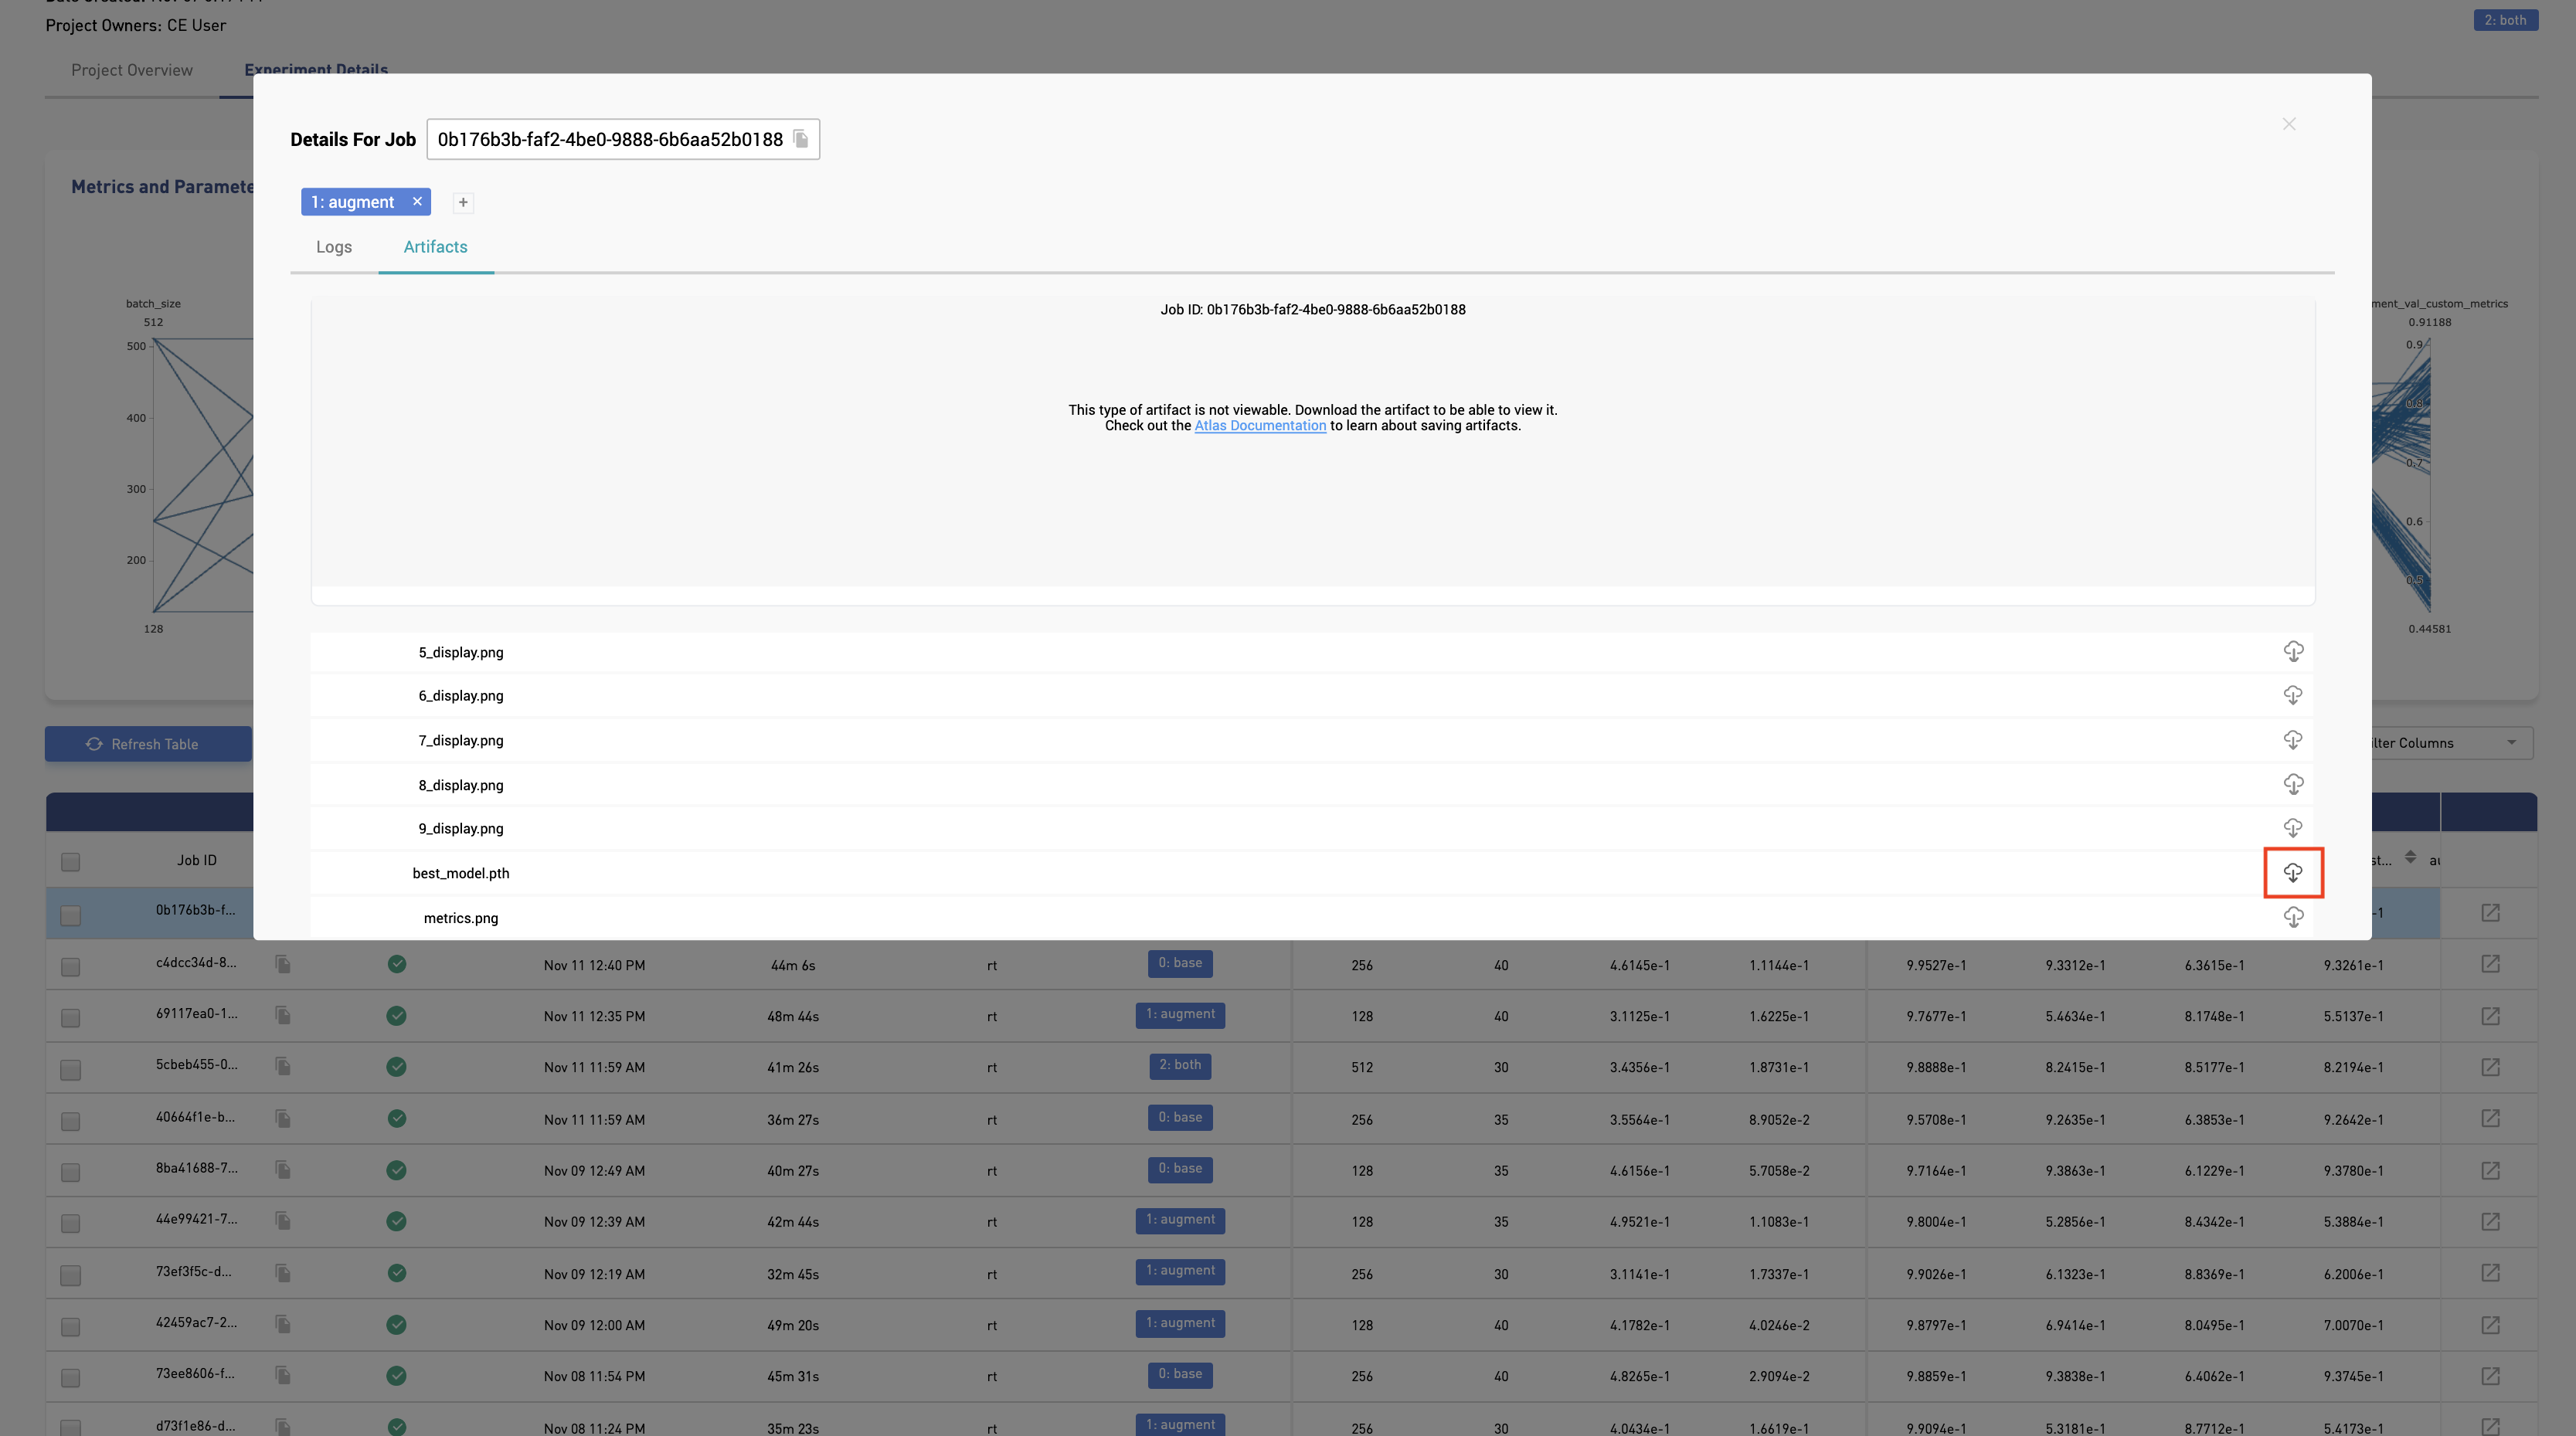 Project Owners: CE User
2: both
Project Overview
Experiment Details
Details For Job 0b176b3b-faf2-4be0-9888-6b6aa52b0188
Metrics and Paramete
1: augment × +
Logs
Artifacts
batch_size
512
500
400
300
200
128
ment_val_custom_metrics
0.91188
0.9
0.8
0.7
0.6
0.5
0.44581
Job ID: 0b176b3b-faf2-4be0-9888-6b6aa52b0188
This type of artifact is not viewable. Download the artifact to be able to view it.
Check out the Atlas Documentation to learn about saving artifacts.
5_display.png
6_display.png
7_display.png
8_display.png
9_display.png
best_model.pth
metrics.png
Refresh Table
ilter Columns
Job ID st... au
0b176b3b-f... -1
c4dcc34d-8... Nov 11 12:40 PM 44m 6s rt 0: base 256 40 4.6145e-1 1.1144e-1 9.9527e-1 9.3312e-1 6.3615e-1 9.3261e-1
69117ea0-1... Nov 11 12:35 PM 48m 44s rt 1: augment 128 40 3.1125e-1 1.6225e-1 9.7677e-1 5.4634e-1 8.1748e-1 5.5137e-1
5cbeb455-0... Nov 11 11:59 AM 41m 26s rt 2: both 512 30 3.4356e-1 1.8731e-1 9.8888e-1 8.2415e-1 8.5177e-1 8.2194e-1
40664f1e-b... Nov 11 11:59 AM 36m 27s rt 0: base 256 35 3.5564e-1 8.9052e-2 9.5708e-1 9.2635e-1 6.3853e-1 9.2642e-1
8ba41688-7... Nov 09 12:49 AM 40m 27s rt 0: base 128 35 4.6156e-1 5.7058e-2 9.7164e-1 9.3863e-1 6.1229e-1 9.3780e-1
44e99421-7... Nov 09 12:39 AM 42m 44s rt 1: augment 128 35 4.9521e-1 1.1083e-1 9.8004e-1 5.2856e-1 8.4342e-1 5.3884e-1
73ef3f5c-d... Nov 09 12:19 AM 32m 45s rt 1: augment 256 30 3.1141e-1 1.7337e-1 9.9026e-1 6.1323e-1 8.8369e-1 6.2006e-1
42459ac7-2... Nov 09 12:00 AM 49m 20s rt 1: augment 128 40 4.1782e-1 4.0246e-2 9.8797e-1 6.9414e-1 8.0495e-1 7.0070e-1
73ee8606-f... Nov 08 11:54 PM 45m 31s rt 0: base 256 40 4.8265e-1 2.9094e-2 9.8859e-1 9.3838e-1 6.4062e-1 9.3745e-1
d73f1e86-d... Nov 08 11:24 PM 35m 23s rt 1: augment 256 30 4.0434e-1 1.6619e-1 9.9094e-1 5.3181e-1 8.7712e-1 5.4173e-1